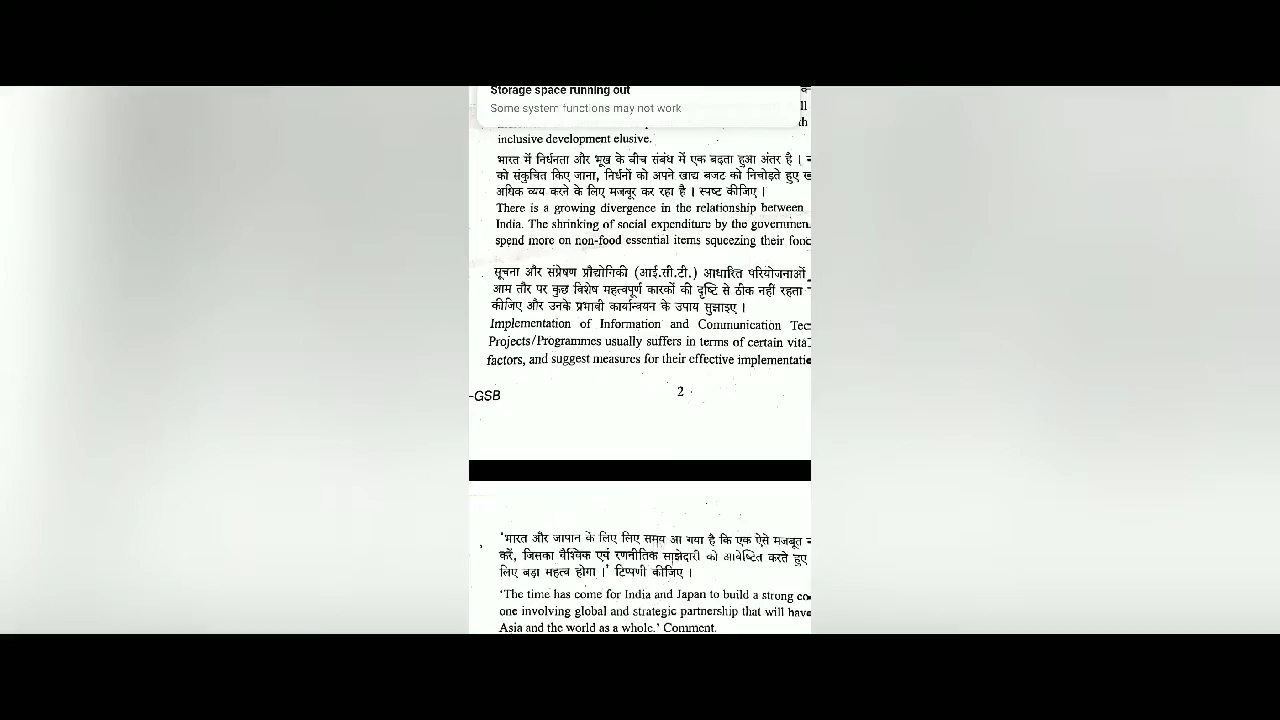 Storage space running out
Some system functions may not work
inclusive development elusive.
भारत में निर्धनता और भूख के बीच संबंध में एक बढ़ता हुआ अंतर है ।
को संकुचित किए जाना, निर्धनों को अपने खाद्य बजट को निचोड़ते हुए
अधिक व्यय करने के लिए मजबूर कर रहा है । स्पष्ट कीजिए ।
There is a growing divergence in the relationship between
India. The shrinking of social expenditure by the governmen
spend more on non-food essential items squeezing their
सूचना और संप्रेषण प्रौद्योगिकी (आई.सी.टी.) आधारित परियोजनाओं
आम तौर पर कुछ विशेष महत्वपूर्ण कारकों की दृष्टि से ठीक नहीं रहता
कीजिए और उनके प्रभावी कार्यान्वयन के उपाय सुझाइए ।
Implementation of Information and Communication Tec
Projects/Programmes usually suffers in terms of certain vita
factors, and suggest measures for their effective implementati
-GSB
2
'भारत और जापान के लिए लिए समय आ गया है कि एक ऐसे मजबूत
करें, जिसका वैश्विक एवं रणनीतिक साझेदारी को आवेष्टित करते हुए
लिए बड़ा महत्व होगा ।' टिप्पणी कीजिए ।
'The time has come for India and Japan to build a strong co
one involving global and strategic partnership that will have
Asia and the world as a whole.' Comment.